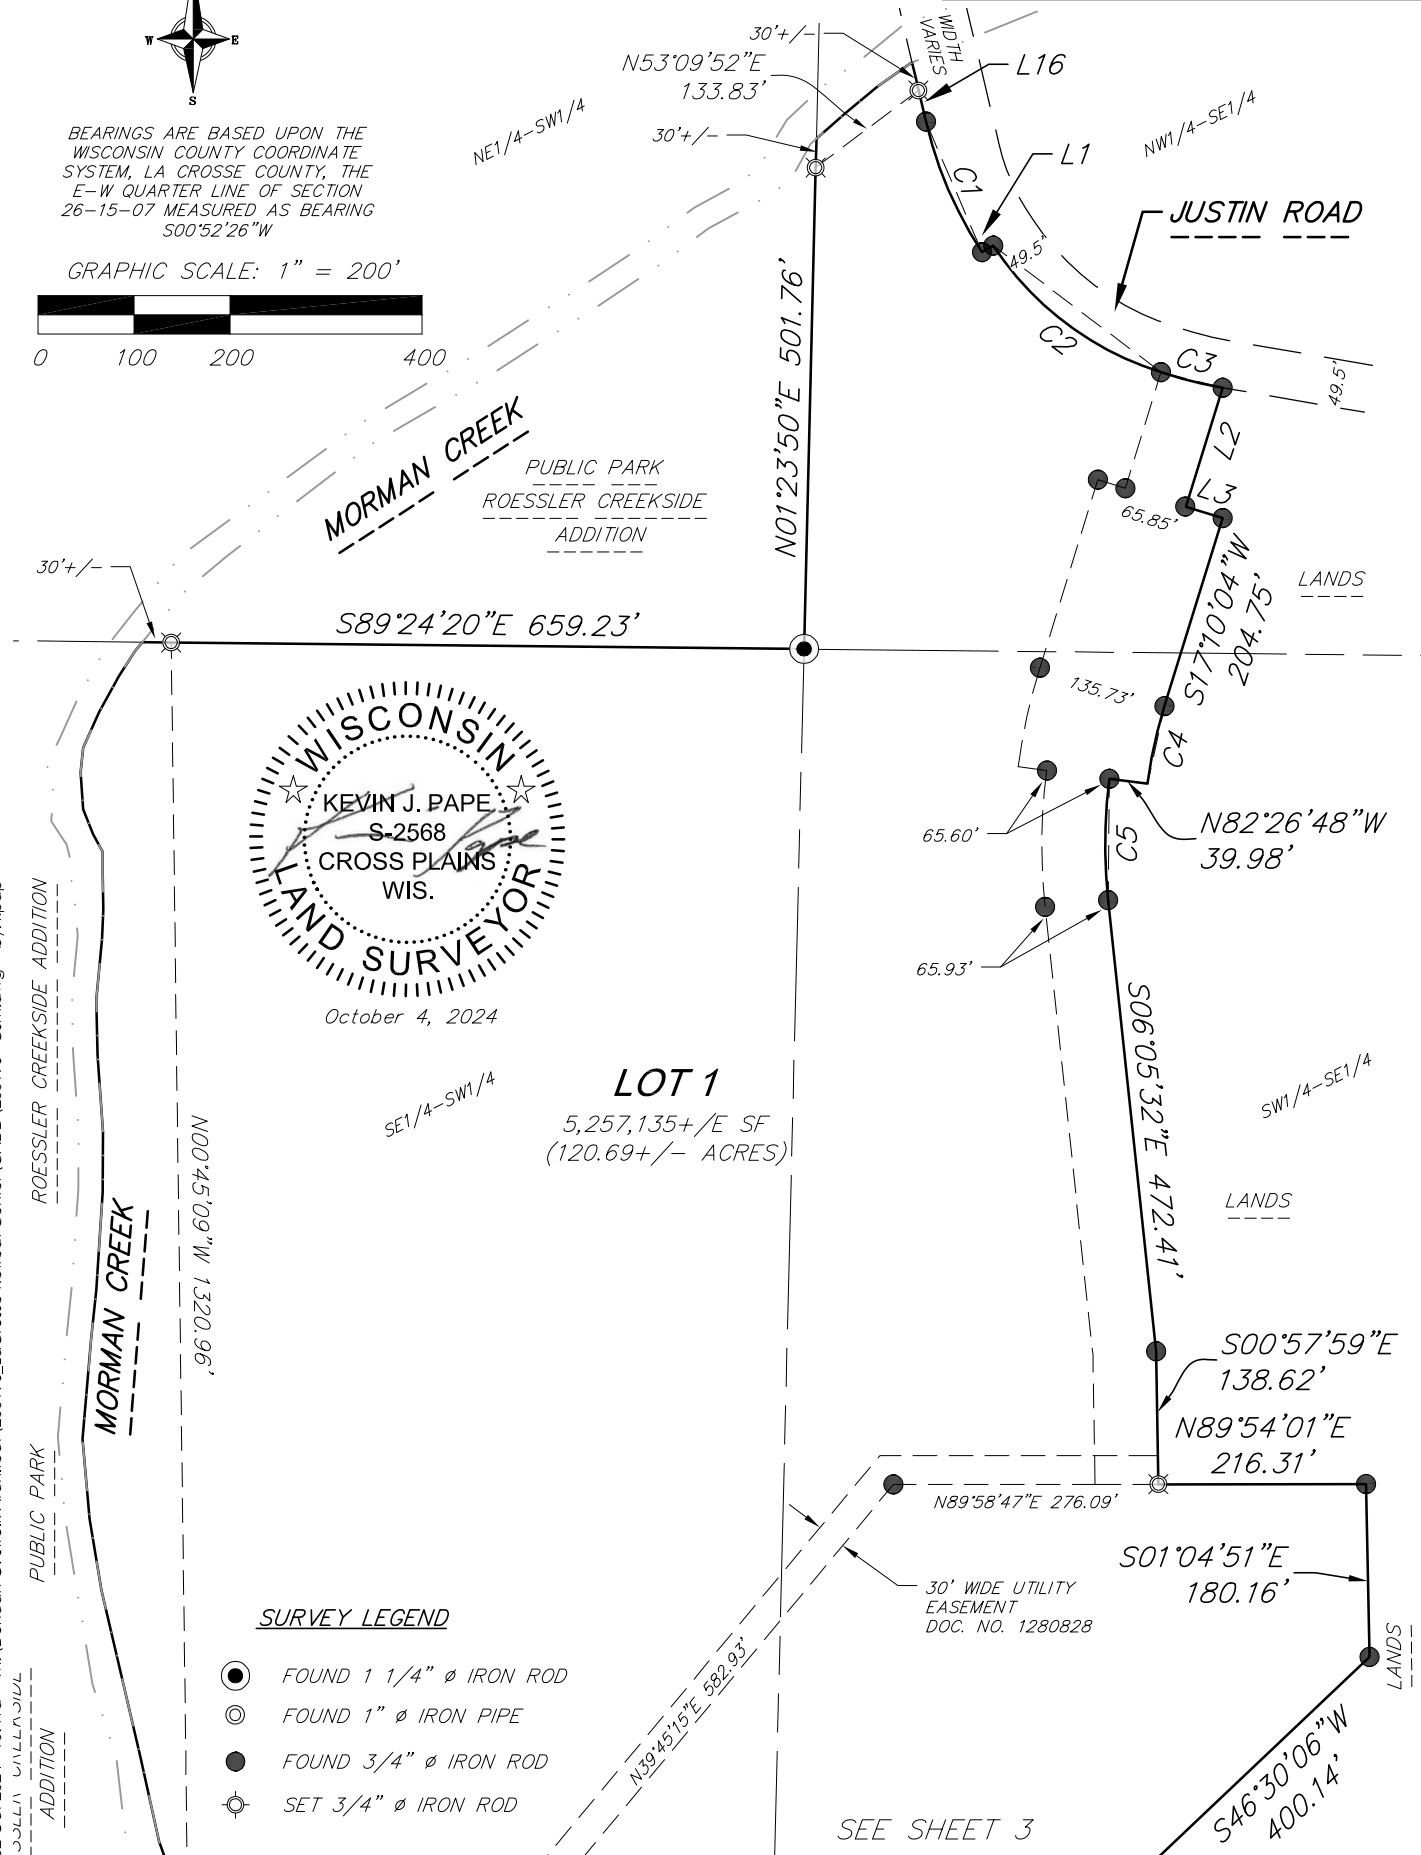 W E
S
BEARINGS ARE BASED UPON THE
WISCONSIN COUNTY COORDINATE
SYSTEM, LA CROSSE COUNTY, THE
E-W QUARTER LINE OF SECTION
26-15-07 MEASURED AS BEARING
S00°52'26"W
GRAPHIC SCALE: 1" = 200'
0 100 200 400
NE1/4-SW1/4
30'+/-
N53°09'52"E
133.83'
30'+/-
WIDTH
VARIES
L16
C1
L1
NW1/4-SE1/4
JUSTIN ROAD
49.5'
C2
C3
49.5'
L2
L3
65.85'
N01°23'50"E 501.76'
MORMAN CREEK
PUBLIC PARK
ROESSLER CREEKSIDE
ADDITION
30'+/-
S89°24'20"E 659.23'
S17°10'04"W
204.75'
LANDS
135.73'
C4
N82°26'48"W
39.98'
65.60'
C5
65.93'
WISCONSIN
KEVIN J. PAPE
S-2568
CROSS PLAINS
WIS.
LAND SURVEYOR
October 4, 2024
LOT 1
5,257,135+/E SF
(120.69+/- ACRES)
SE1/4-SW1/4
SW1/4-SE1/4
S06°05'32"E 472.41'
LANDS
ROESSLER CREEKSIDE ADDITION
PUBLIC PARK
MORMAN CREEK
N00°45'09"W 1320.96'
S00°57'59"E
138.62'
N89°54'01"E
216.31'
N89°58'47"E 276.09'
S01°04'51"E
180.16'
30' WIDE UTILITY
EASEMENT
DOC. NO. 1280828
N39°45'15"E 582.93'
LANDS
S46°30'06"W
400.14'
ADDITION
SURVEY LEGEND
FOUND 1 1/4" ø IRON ROD
FOUND 1" ø IRON PIPE
FOUND 3/4" ø IRON ROD
SET 3/4" ø IRON ROD
SEE SHEET 3